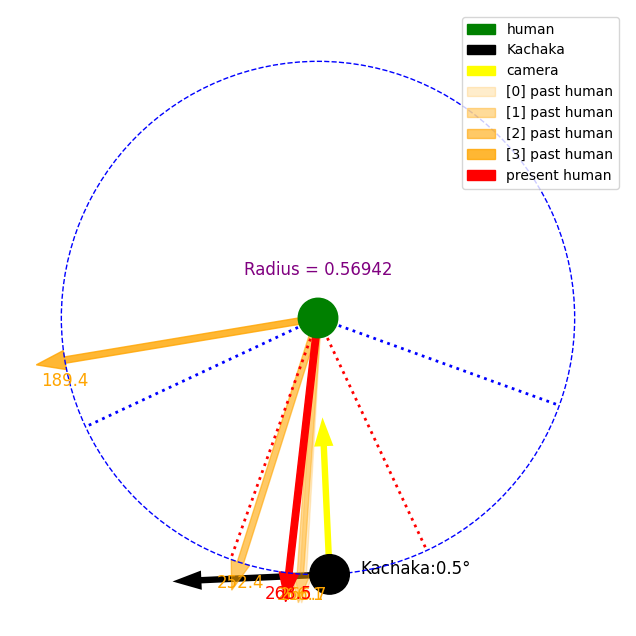 human
Kachaka
camera
[0] past human
[1] past human
[2] past human
[3] past human
present human
Radius = 0.56942
189.4
Kachaka:0.5°
252.4